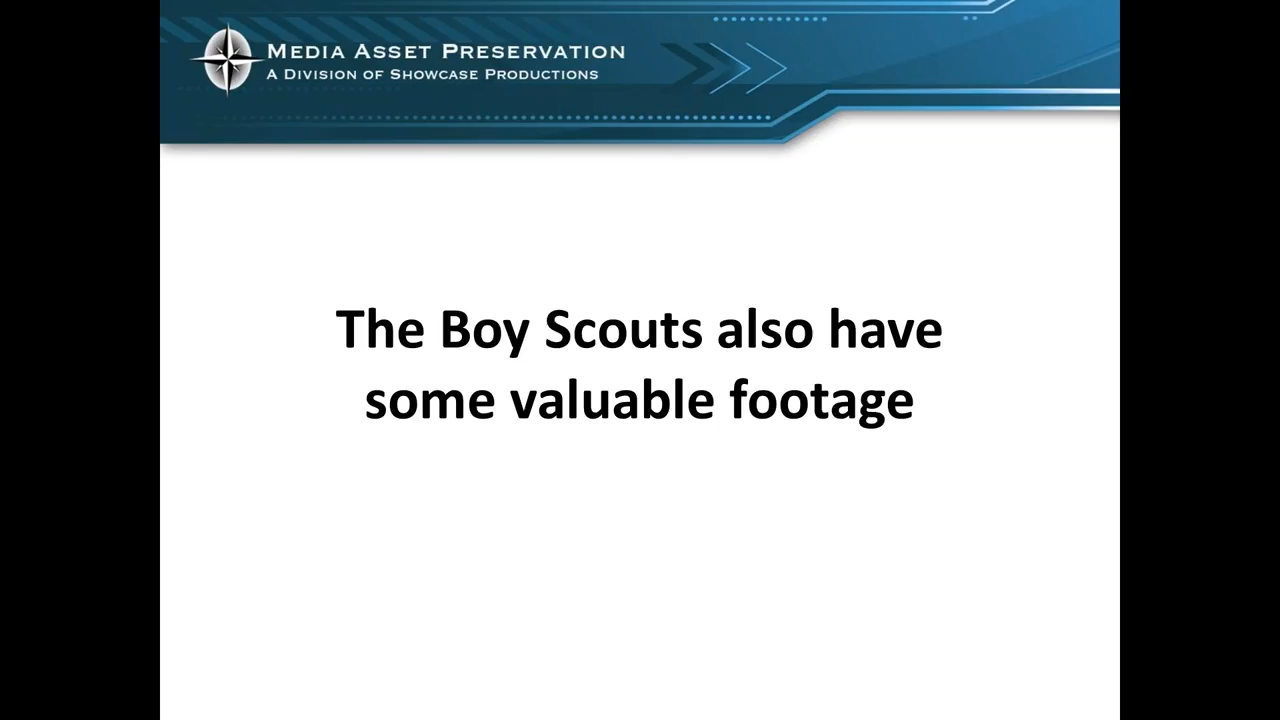 MEDIA ASSET PRESERVATION
A DIVISION OF SHOWCASE PRODUCTIONS
The Boy Scouts also have
some valuable footage